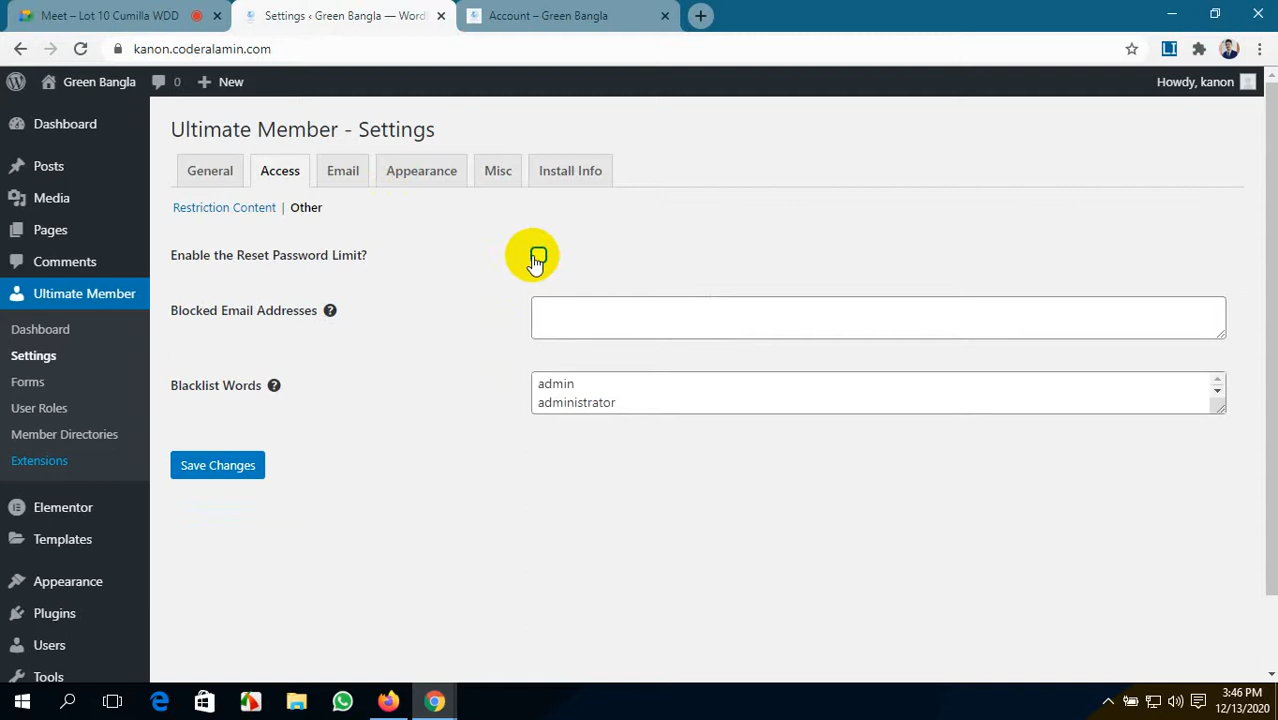 Meet – Lot 10 Cumilla WDD
Settings ‹ Green Bangla — Word
Account – Green Bangla
kanon.coderalamin.com
Green Bangla
0
New
Howdy, kanon
Dashboard
Posts
Media
Pages
Comments
Ultimate Member
Dashboard
Settings
Forms
User Roles
Member Directories
Extensions
Elementor
Templates
Appearance
Plugins
Users
Tools
Ultimate Member - Settings
General
Access
Email
Appearance
Misc
Install Info
Restriction Content | Other
Enable the Reset Password Limit?
Blocked Email Addresses
Blacklist Words
admin
administrator
Save Changes
3:46 PM
12/13/2020